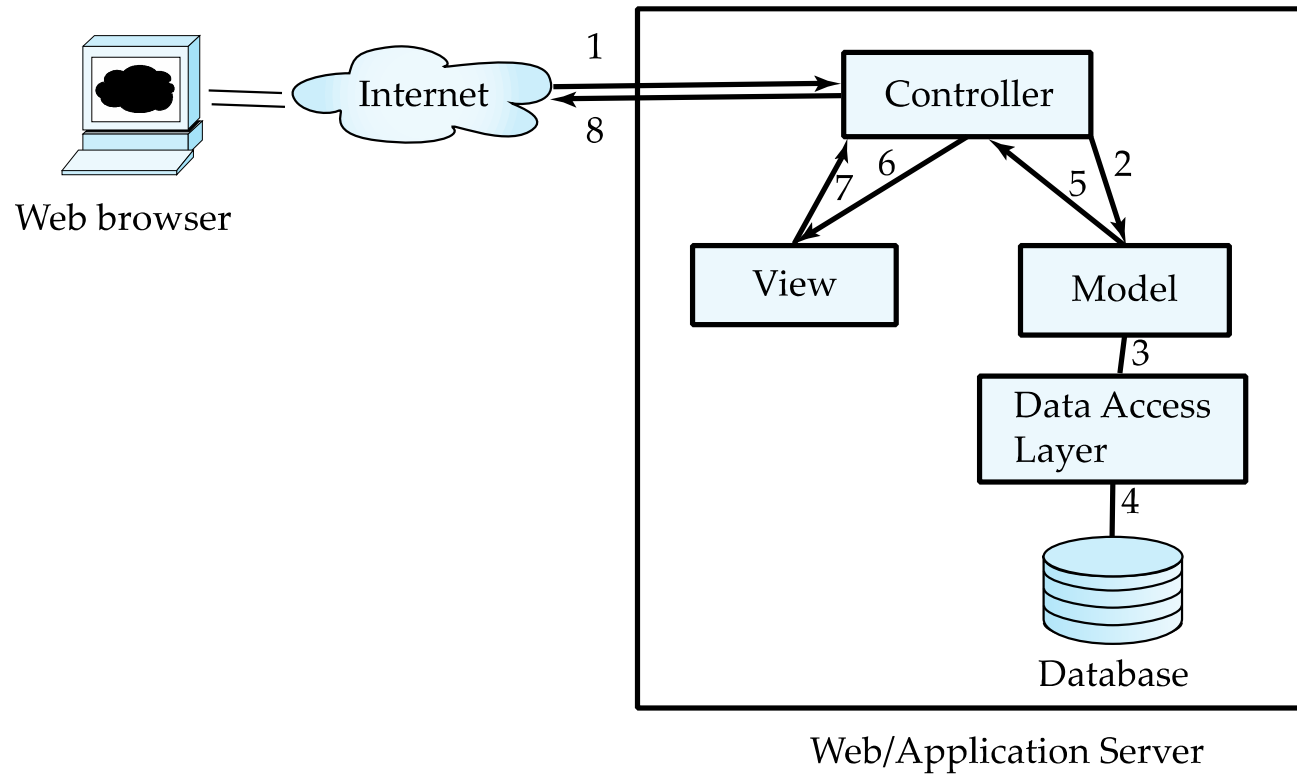 1
Internet
Controller
8
Web browser
7
6
5
2
View
Model
3
Data Access
Layer
4
Database
Web/Application Server